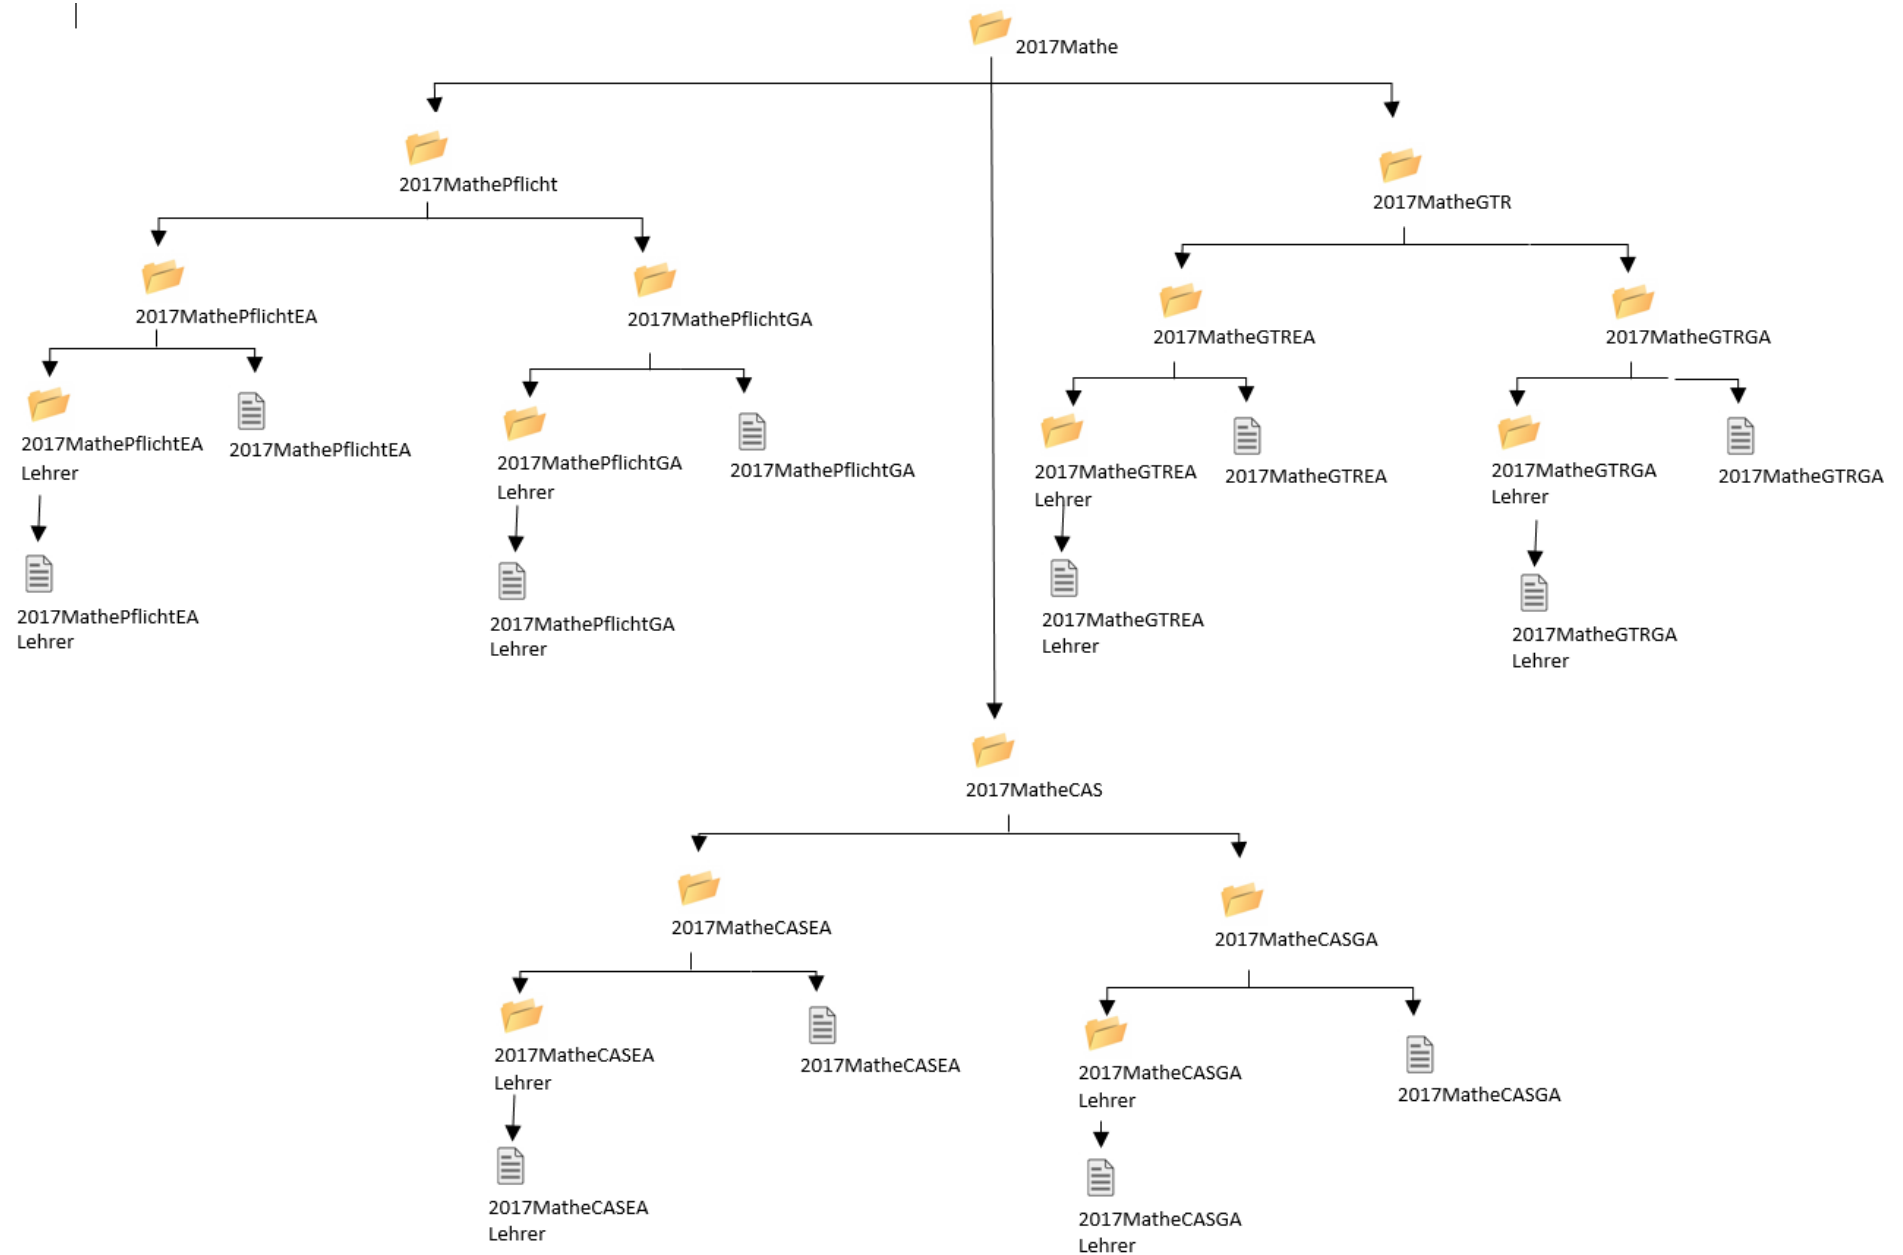 2017Mathe
2017MathePflicht
2017MatheGTR
2017MathePflichtEA
2017MathePflichtGA
2017MatheGTREA
2017MatheGTRGA
2017MathePflichtEA
Lehrer
2017MathePflichtEA
2017MathePflichtGA
Lehrer
2017MathePflichtGA
2017MatheGTREA
Lehrer
2017MatheGTREA
2017MatheGTRGA
Lehrer
2017MatheGTRGA
2017MathePflichtEA
Lehrer
2017MathePflichtGA
Lehrer
2017MatheGTREA
Lehrer
2017MatheGTRGA
Lehrer
2017MatheCAS
2017MatheCASEA
2017MatheCASGA
2017MatheCASEA
Lehrer
2017MatheCASEA
2017MatheCASGA
Lehrer
2017MatheCASGA
2017MatheCASEA
Lehrer
2017MatheCASGA
Lehrer